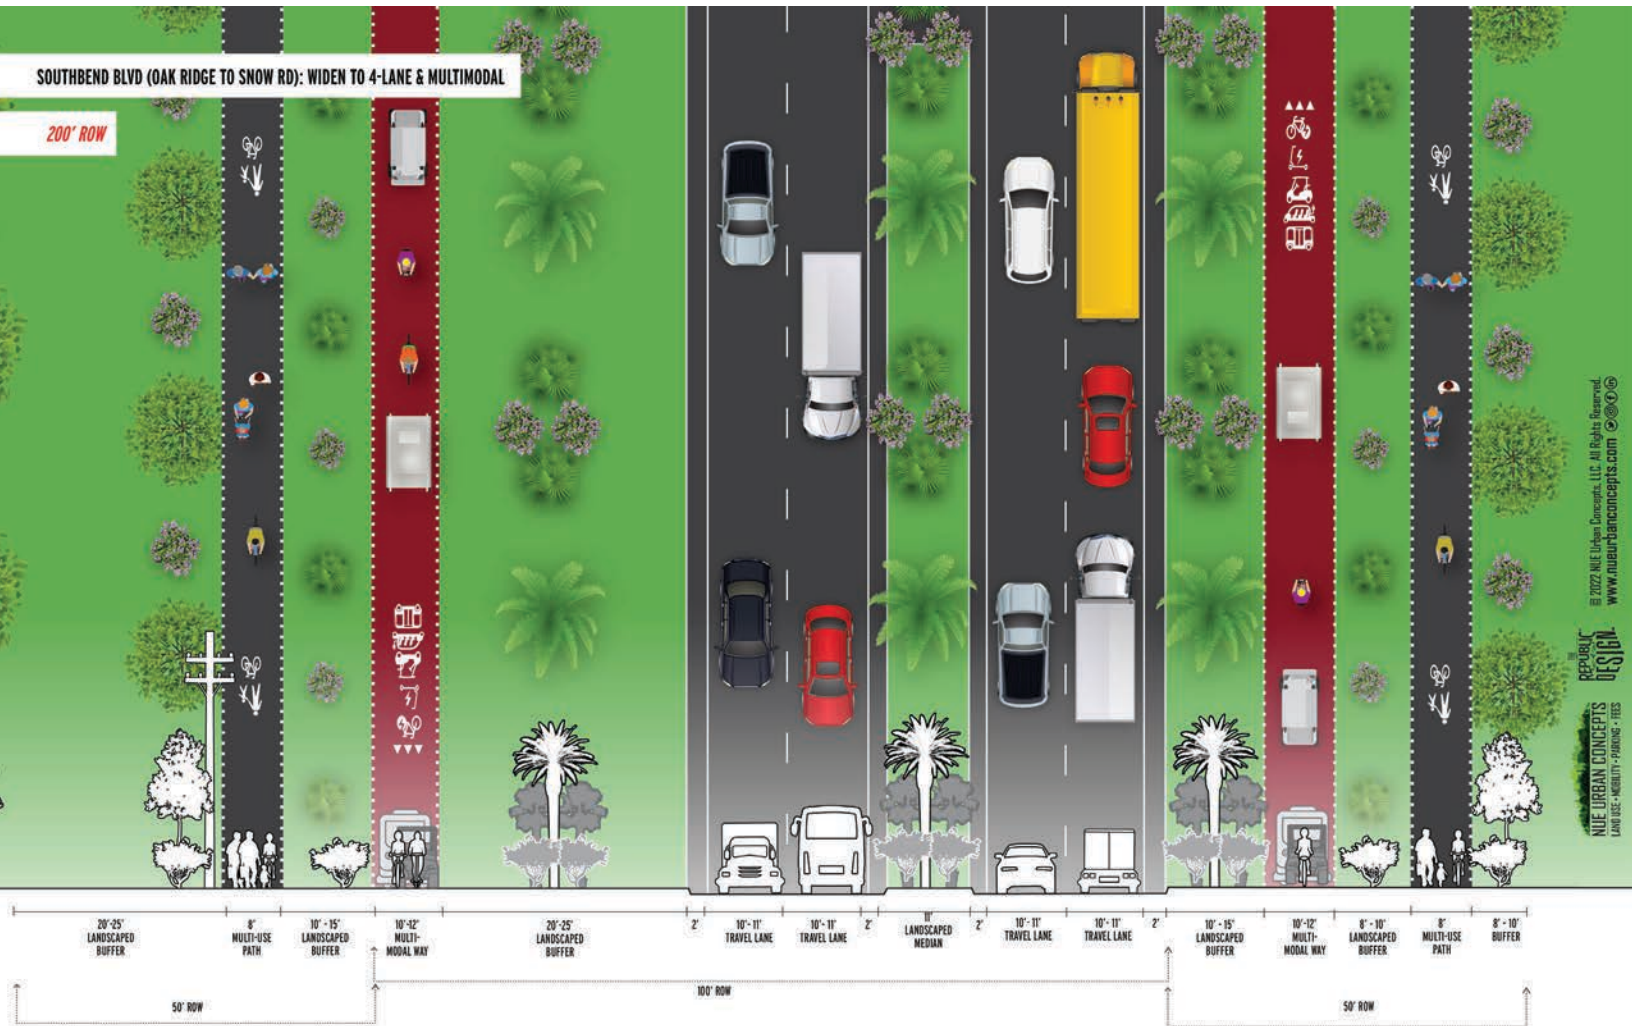 SOUTHBEND BLVD (OAK RIDGE TO SNOW RD): WIDEN TO 4-LANE & MULTIMODAL
200' ROW
20'-25'
LANDSCAPED
BUFFER
8'
MULTI-USE
PATH
10' - 15'
LANDSCAPED
BUFFER
10'-12'
MULTI-
MODAL WAY
20'-25'
LANDSCAPED
BUFFER
2'
10'- 11'
TRAVEL LANE
10'- 11'
TRAVEL LANE
2'
11'
LANDSCAPED
MEDIAN
2'
10'- 11'
TRAVEL LANE
10'- 11'
TRAVEL LANE
2'
10' - 15'
LANDSCAPED
BUFFER
10'-12'
MULTI-
MODAL WAY
8' - 10'
LANDSCAPED
BUFFER
8'
MULTI-USE
PATH
8' - 10'
BUFFER
50' ROW
100' ROW
50' ROW
© 2022 NUE Urban Concepts, LLC. All Rights Reserved.
www.nueurbanconcepts.com
THE
REPUBLIC
DESIGN
NUE URBAN CONCEPTS
LAND USE • MOBILITY • PARKING • FEES